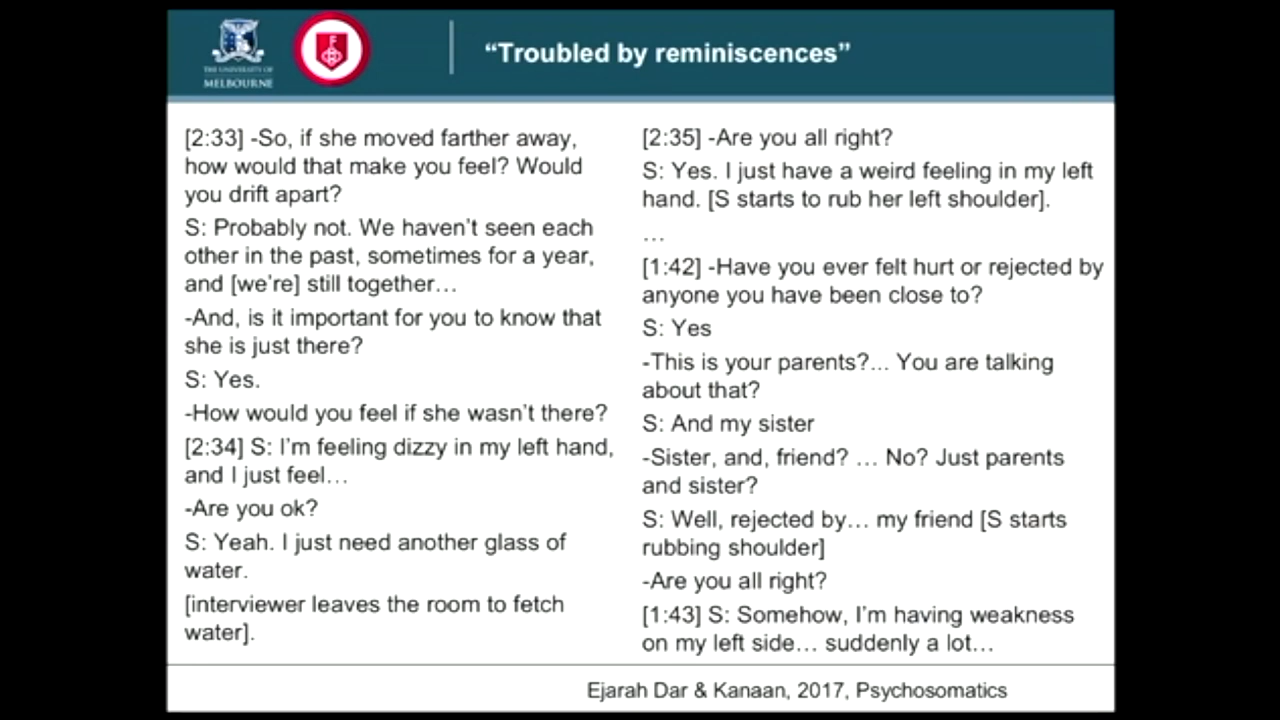 THE UNIVERSITY OF
MELBOURNE
“Troubled by reminiscences”
[2:33] -So, if she moved farther away,
how would that make you feel? Would
you drift apart?
S: Probably not. We haven’t seen each
other in the past, sometimes for a year,
and [we’re] still together…
-And, is it important for you to know that
she is just there?
S: Yes.
-How would you feel if she wasn’t there?
[2:34] S: I’m feeling dizzy in my left hand,
and I just feel…
-Are you ok?
S: Yeah. I just need another glass of
water.
[interviewer leaves the room to fetch
water].
[2:35] -Are you all right?
S: Yes. I just have a weird feeling in my left
hand. [S starts to rub her left shoulder].
…
[1:42] -Have you ever felt hurt or rejected by
anyone you have been close to?
S: Yes
-This is your parents?... You are talking
about that?
S: And my sister
-Sister, and, friend? … No? Just parents
and sister?
S: Well, rejected by… my friend [S starts
rubbing shoulder]
-Are you all right?
[1:43] S: Somehow, I’m having weakness
on my left side… suddenly a lot…
Ejarah Dar & Kanaan, 2017, Psychosomatics